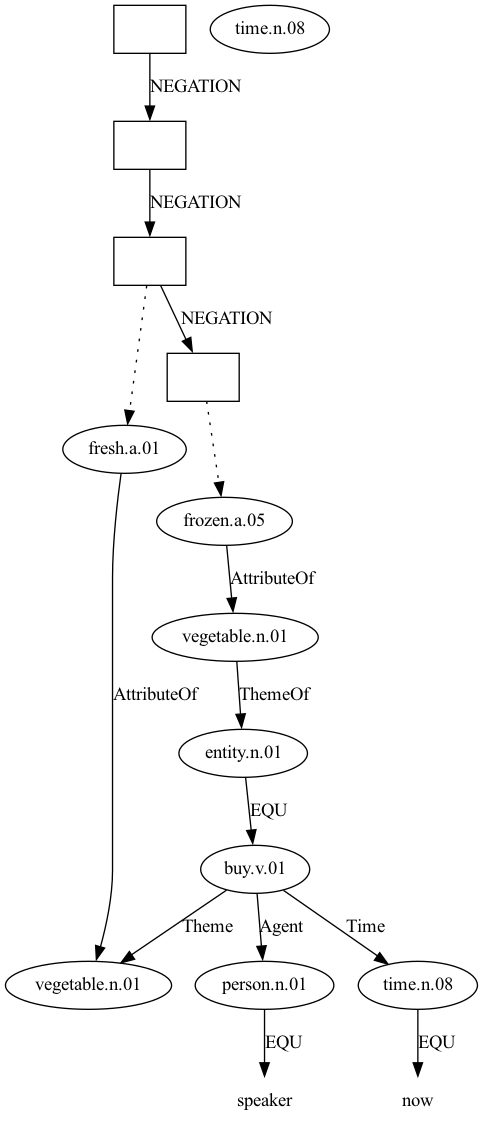 time.n.08
NEGATION
NEGATION
NEGATION
fresh.a.01
frozen.a.05
AttributeOf
vegetable.n.01
AttributeOf
ThemeOf
entity.n.01
EQU
buy.v.01
Theme
Agent
Time
vegetable.n.01
person.n.01
time.n.08
EQU
EQU
speaker
now